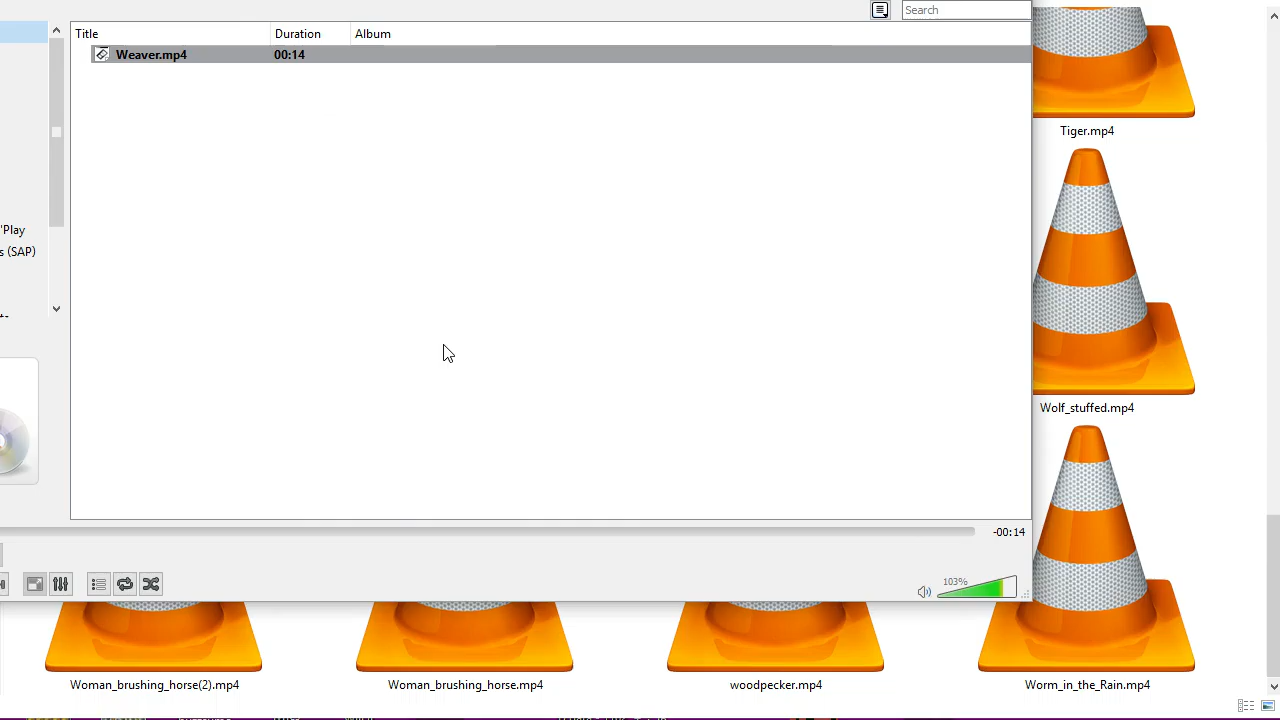 Search
Title Duration Album
Weaver.mp4 00:14
Tiger.mp4
'Play
s (SAP)
Wolf_stuffed.mp4
-00:14
103%
Woman_brushing_horse(2).mp4 Woman_brushing_horse.mp4 woodpecker.mp4 Worm_in_the_Rain.mp4